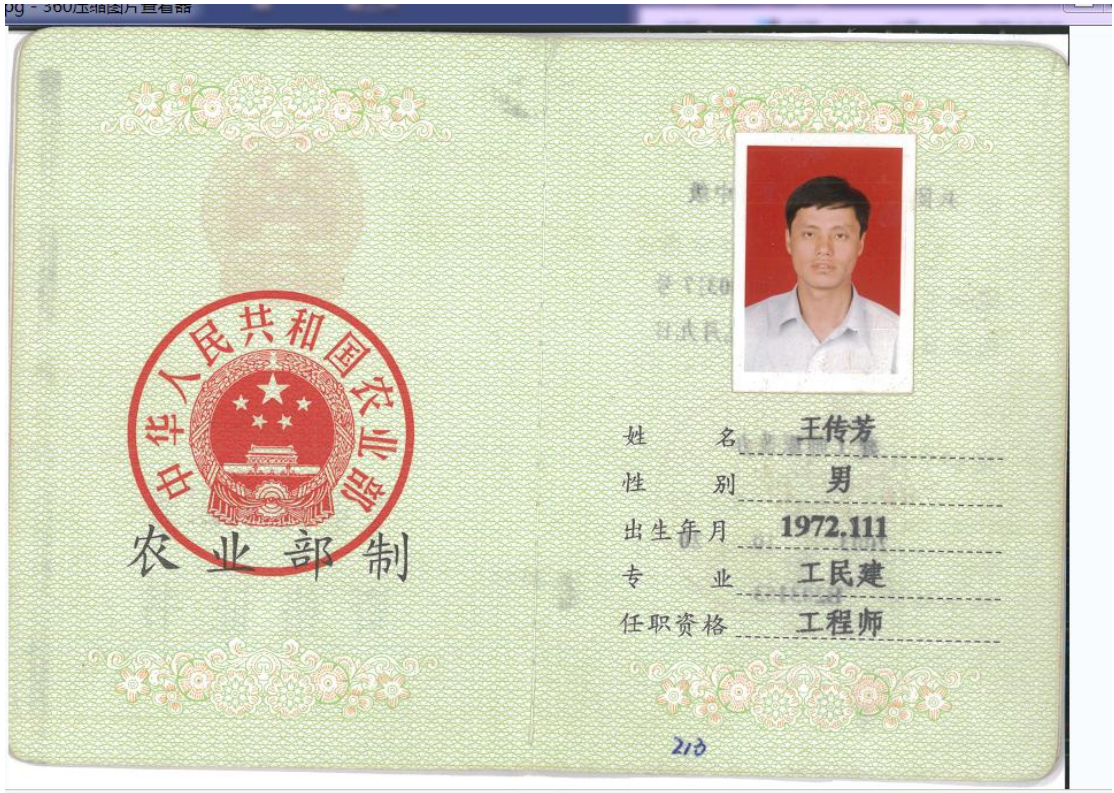 pg - 360压缩图片查看器
中华人民共和国农业部
农业部制
姓名 王传芳
性别 男
出生年月 1972.111
专业 工民建
任职资格 工程师
213